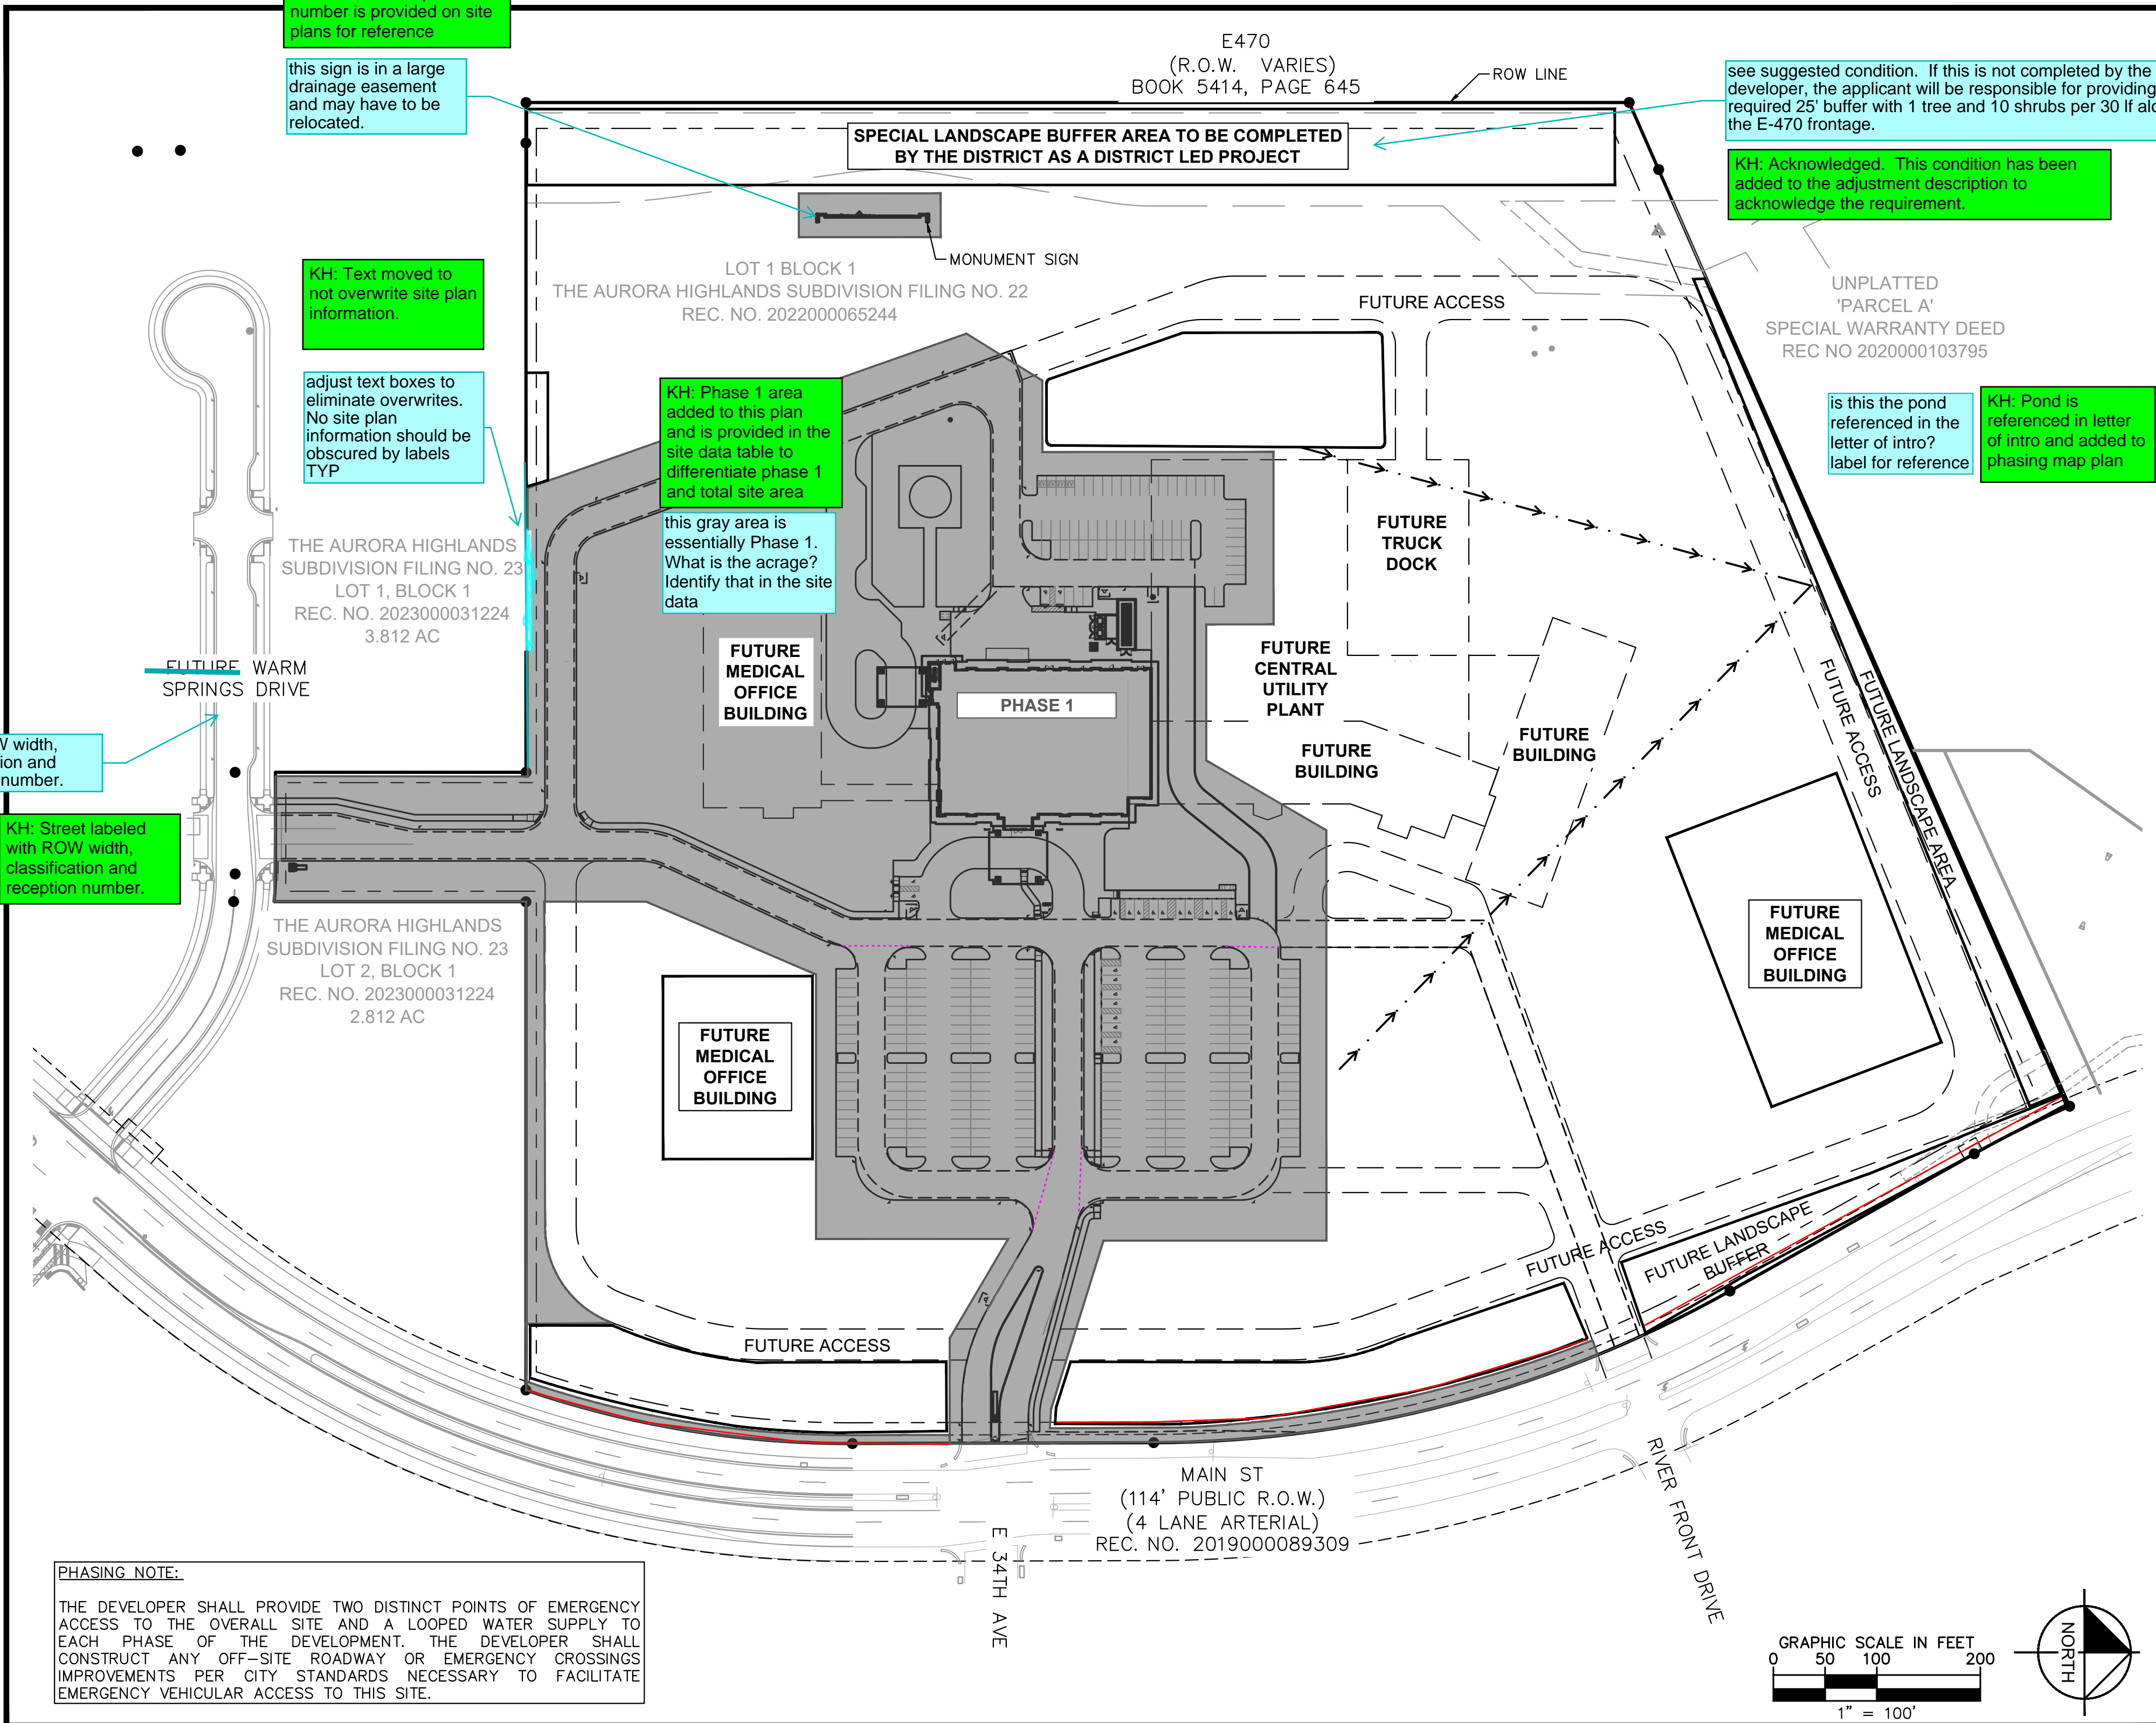 number is provided on site
plans for reference
this sign is in a large
drainage easement
and may have to be
relocated.
E470
(R.O.W. VARIES)
BOOK 5414, PAGE 645
ROW LINE
see suggested condition. If this is not completed by the
developer, the applicant will be responsible for providing
required 25' buffer with 1 tree and 10 shrubs per 30 lf
the E-470 frontage.
SPECIAL LANDSCAPE BUFFER AREA TO BE COMPLETED
BY THE DISTRICT AS A DISTRICT LED PROJECT
KH: Acknowledged. This condition has been
added to the adjustment description to
acknowledge the requirement.
MONUMENT SIGN
LOT 1 BLOCK 1
THE AURORA HIGHLANDS SUBDIVISION FILING NO. 22
REC. NO. 2022000065244
KH: Text moved to
not overwrite site plan
information.
FUTURE ACCESS
UNPLATTED
'PARCEL A'
SPECIAL WARRANTY DEED
REC NO 2020000103795
adjust text boxes to
eliminate overwrites.
No site plan
information should be
obscured by labels
TYP
KH: Phase 1 area
added to this plan
and is provided in the
site data table to
differentiate phase 1
and total site area
is this the pond
referenced in the
letter of intro?
label for reference
KH: Pond is
referenced in letter
of intro and added to
phasing map plan
this gray area is
essentially Phase 1.
What is the acrage?
Identify that in the site
data
FUTURE
TRUCK
DOCK
THE AURORA HIGHLANDS
SUBDIVISION FILING NO. 23
LOT 1, BLOCK 1
REC. NO. 2023000031224
3.812 AC
FUTURE WARM
SPRINGS DRIVE
FUTURE
MEDICAL
OFFICE
BUILDING
PHASE 1
FUTURE
CENTRAL
UTILITY
PLANT
FUTURE
BUILDING
FUTURE
BUILDING
FUTURE ACCESS
FUTURE LANDSCAPE AREA
width,
and
number.
KH: Street labeled
with ROW width,
classification and
reception number.
THE AURORA HIGHLANDS
SUBDIVISION FILING NO. 23
LOT 2, BLOCK 1
REC. NO. 2023000031224
2.812 AC
FUTURE
MEDICAL
OFFICE
BUILDING
FUTURE
MEDICAL
OFFICE
BUILDING
FUTURE ACCESS
FUTURE LANDSCAPE
BUFFER
FUTURE ACCESS
MAIN ST
(114' PUBLIC R.O.W.)
(4 LANE ARTERIAL)
REC. NO. 2019000089309
E 34TH AVE
RIVER FRONT DRIVE
PHASING NOTE:
THE DEVELOPER SHALL PROVIDE TWO DISTINCT POINTS OF EMERGENCY
ACCESS TO THE OVERALL SITE AND A LOOPED WATER SUPPLY TO
EACH PHASE OF THE DEVELOPMENT. THE DEVELOPER SHALL
CONSTRUCT ANY OFF-SITE ROADWAY OR EMERGENCY CROSSINGS
IMPROVEMENTS PER CITY STANDARDS NECESSARY TO FACILITATE
EMERGENCY VEHICULAR ACCESS TO THIS SITE.
GRAPHIC SCALE IN FEET
0 50 100 200
1" = 100'
NORTH